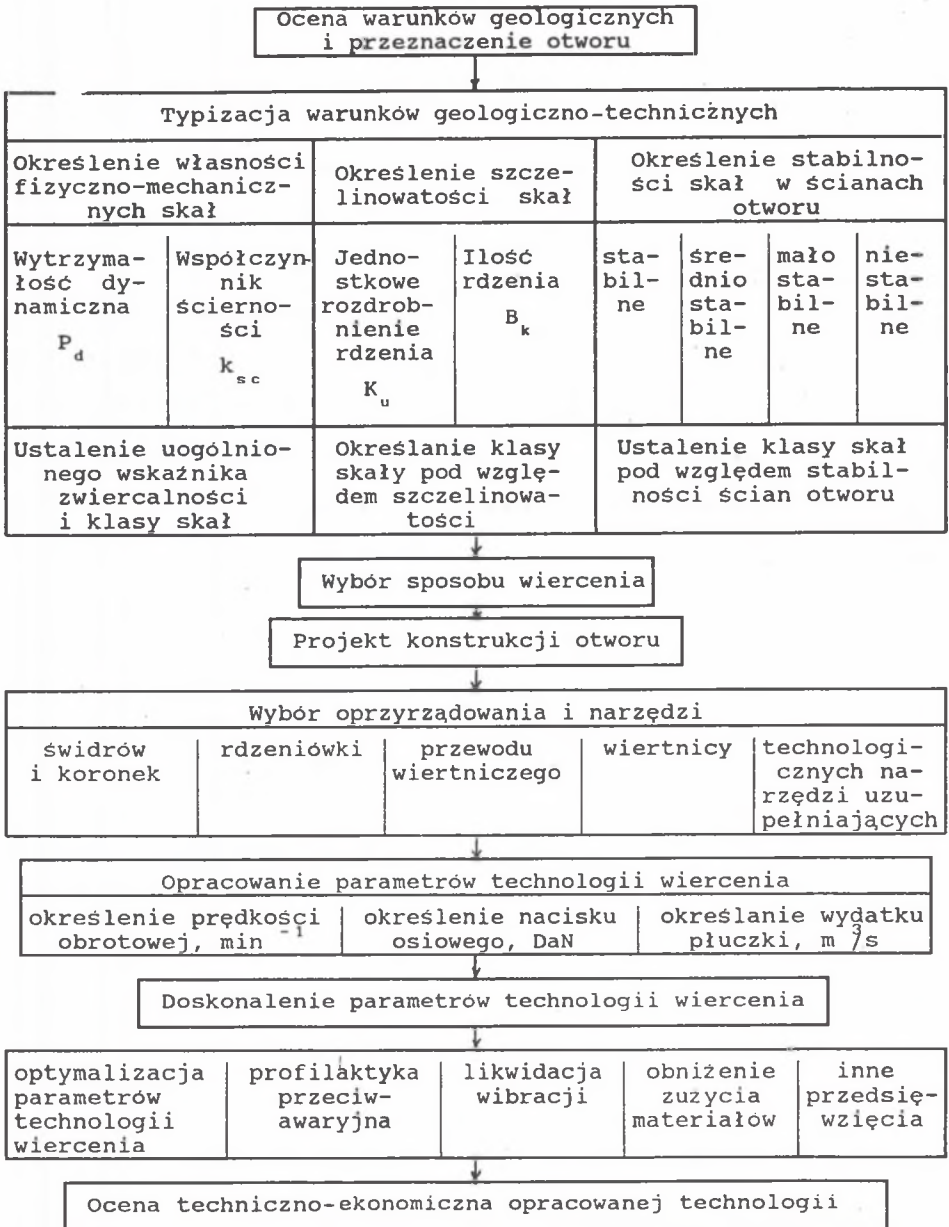 Ocena warunków geologicznych
i przeznaczenie otworu
Typizacja warunków geologiczno-technicznych
Określenie własności
fizyczno-mechanicz-
nych skał
Określenie szcze-
linowatości skał
Określenie stabilno-
ści skał w ścianach
otworu
Wytrzyma-
łość dy-
namiczna
P_d
Współczyn-
nik
ścierno-
ści
k_sc
Jedno-
stkowe
rozdrob-
nienie
rdzenia
K_u
Ilość
rdzenia
B_k
sta-
bil-
ne
śre-
dnio
sta-
bil-
ne
mało
sta-
bil-
ne
nie-
sta-
bil-
ne
Ustalenie uogólnio-
nego wskaźnika
zwiercalności
i klasy skał
Określanie klasy
skały pod wzglę-
dem szczelinowa-
tości
Ustalenie klasy skał
pod względem stabil-
ności ścian otworu
Wybór sposobu wiercenia
Projekt konstrukcji otworu
Wybór oprzyrządowania i narzędzi
świdrów
i koronek
rdzeniówki
przewodu
wiertniczego
wiertnicy
technologi-
cznych na-
rzędzi uzu-
pełniających
Opracowanie parametrów technologii wiercenia
określenie prędkości
obrotowej, min⁻¹
określenie nacisku
osiowego, DaN
określanie wydatku
płuczki, m³/s
Doskonalenie parametrów technologii wiercenia
optymalizacja
parametrów
technologii
wiercenia
profilaktyka
przeciw-
awaryjna
likwidacja
wibracji
obniżenie
zużycia
materiałów
inne
przedsię-
wzięcia
Ocena techniczno-ekonomiczna opracowanej technologii